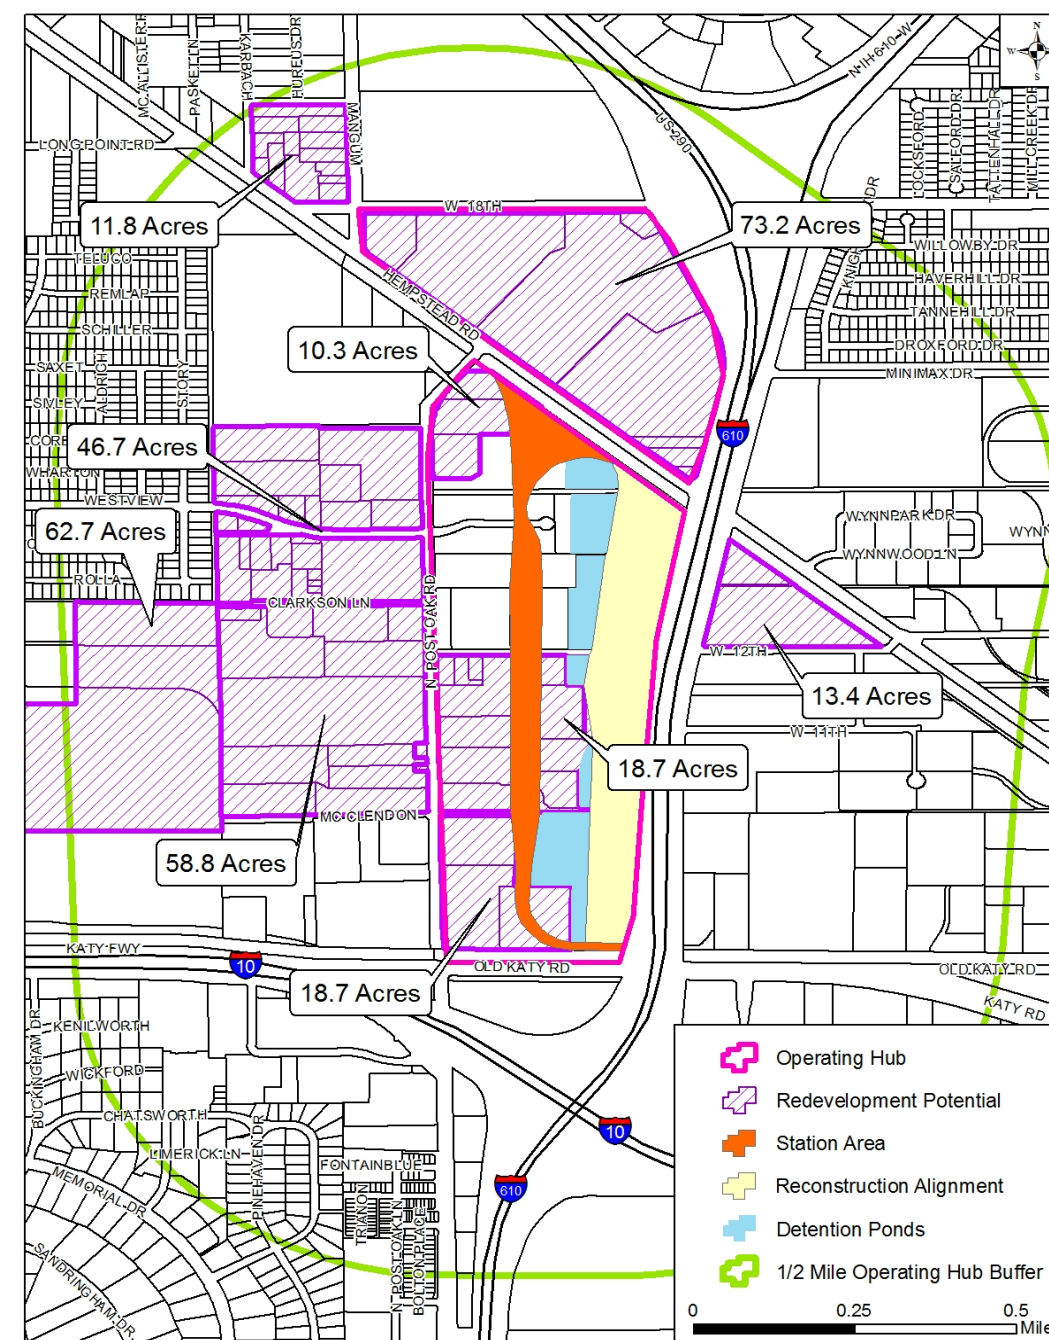 MC ALLISTER
PASKET LN
KARBACH
HUREUS DR
MANGUM
N IH 610 W
US 290
N
W
S
LONG POINT RD
LOCKSFORD
SALFORD DR
TATTENHALL DR
MILL CREEK DR
W 18TH
11.8 Acres
73.2 Acres
WILLOWBY DR
TELUCO
HAVERHILL DR
REMLAP
HEMPSTEAD RD
TANNEHILL DR
SCHILLER
10.3 Acres
DROXFORD DR
SAXET
ALDRICH
STORY
MINIMAX DR
SIVLEY
610
46.7 Acres
WHARTON
WESTVIEW
WYNNPARK DR
62.7 Acres
WYNN
WYNNWOOD LN
ROLLA
CLARKSON LN
N POST OAK RD
W 12TH
13.4 Acres
W 11TH
18.7 Acres
MC CLENDON
58.8 Acres
KATY FWY
10
OLD KATY RD
OLD KATY RD
18.7 Acres
KATY RD
BUCKINGHAM DR
KENILWORTH
WICKFORD
CHATSWORTH
10
LIMERICK LN
PINEHAVEN DR
FONTAINBLUE
MEMORIAL DR
610
TRIANON
N POST OAK LN
BOLTON PLACE
SANDRINGHAM DR
Operating Hub
Redevelopment Potential
Station Area
Reconstruction Alignment
Detention Ponds
1/2 Mile Operating Hub Buffer
0 0.25 0.5
Mile